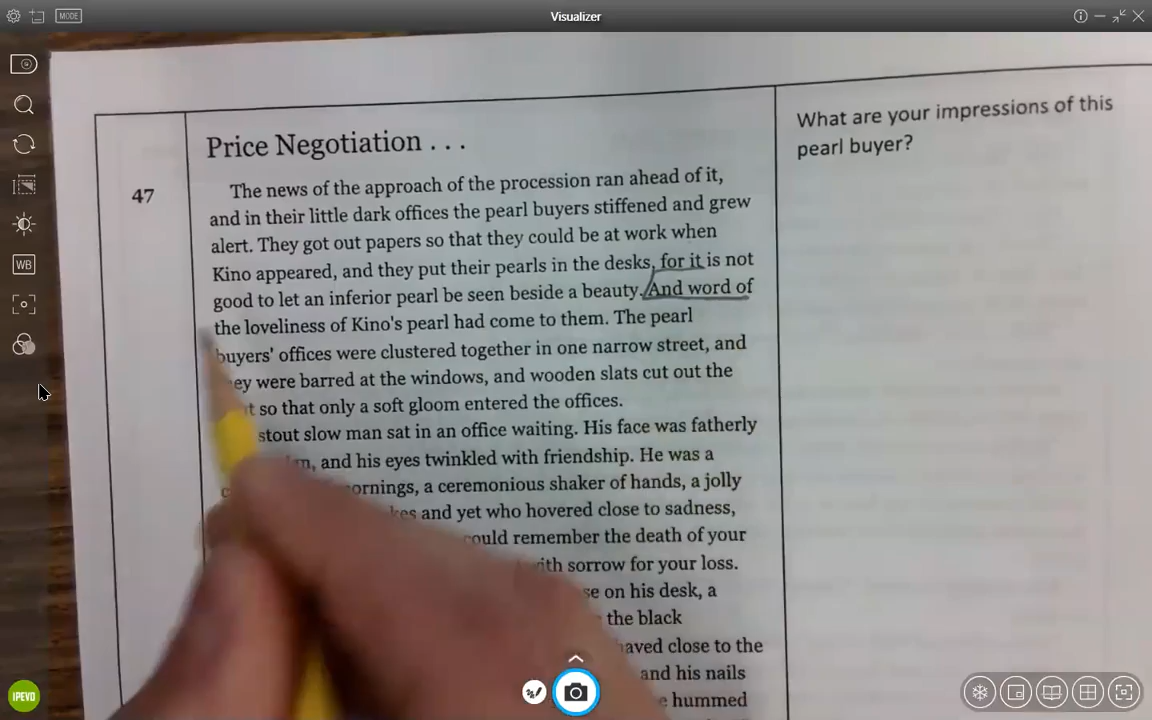 Visualizer
MODE
WB
IPEVO
47
Price Negotiation . . .
The news of the approach of the procession ran ahead of it,
and in their little dark offices the pearl buyers stiffened and grew
alert. They got out papers so that they could be at work when
Kino appeared, and they put their pearls in the desks, for it is not
good to let an inferior pearl be seen beside a beauty. And word of
the loveliness of Kino's pearl had come to them. The pearl
buyers' offices were clustered together in one narrow street, and
were barred at the windows, and wooden slats cut out the
so that only a soft gloom entered the offices.
stout slow man sat in an office waiting. His face was fatherly
and his eyes twinkled with friendship. He was a
a ceremonious shaker of hands, a jolly
and yet who hovered close to sadness,
could remember the death of your
with sorrow for your loss.
on his desk, a
the black
close to the
and his nails
hummed
What are your impressions of this
pearl buyer?